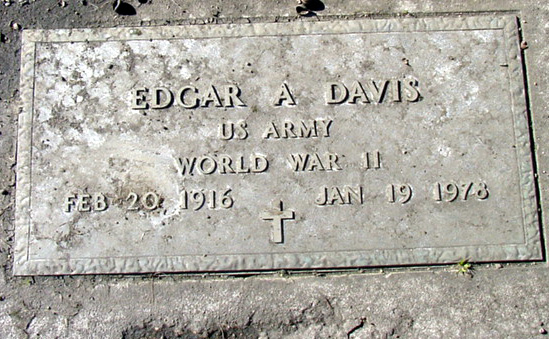 EDGAR A DAVIS
US ARMY
WORLD WAR II
FEB 20 1916 JAN 19 1978